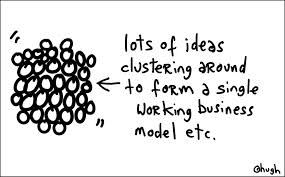 lots of ideas
clustering around
to form a single
working business
model etc.
@hugh